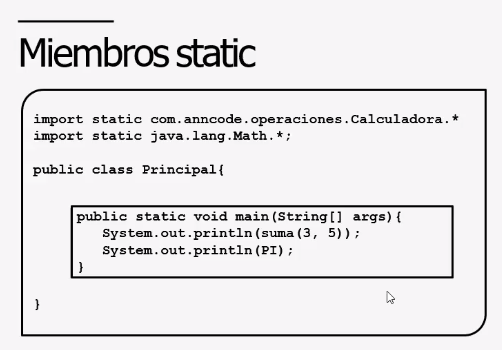 Miembros static
import static com.anncode.operaciones.Calculadora.*
import static java.lang.Math.*;
public class Principal{
public static void main(String[] args){
System.out.println(suma(3, 5));
System.out.println(PI);
}
}